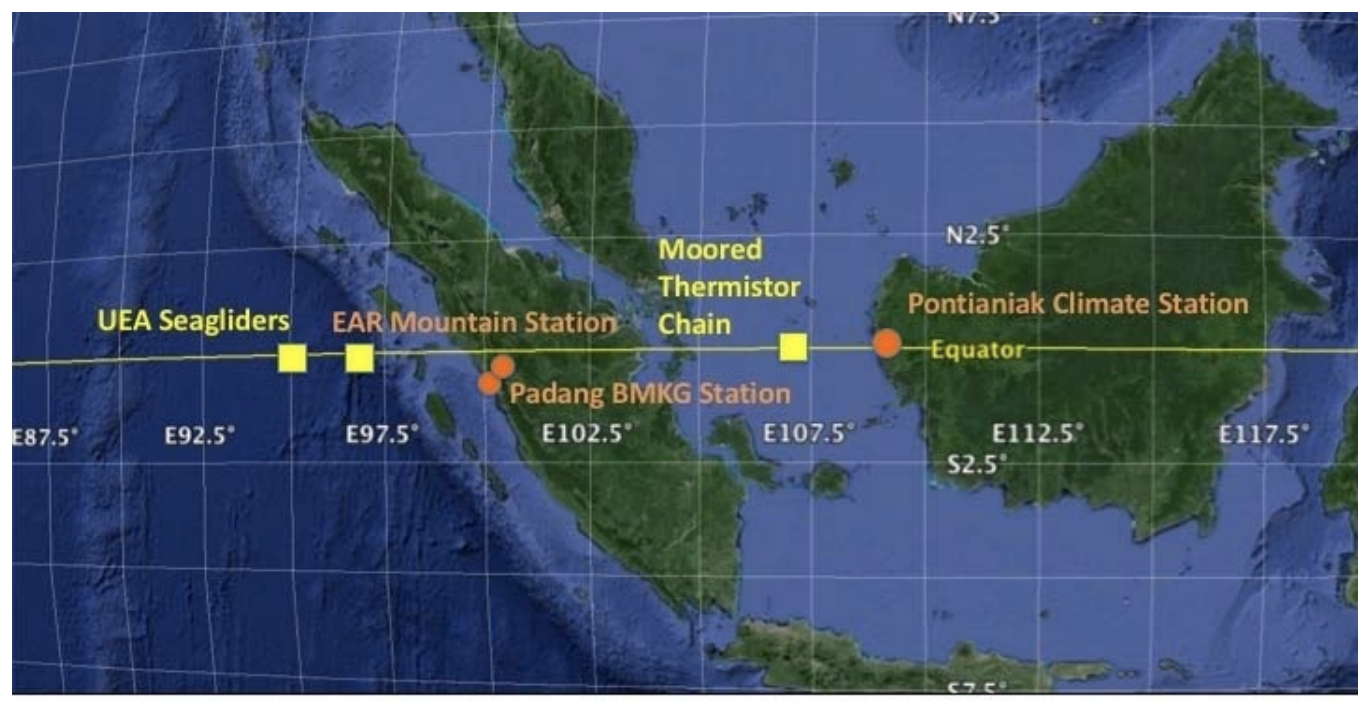 N7.5°
N2.5°
Moored
Thermistor
Chain
UEA Seagliders
EAR Mountain Station
Pontianiak Climate Station
Equator
Padang BMKG Station
E87.5°
E92.5°
E97.5°
E102.5°
E107.5°
E112.5°
E117.5°
S2.5°
S7.5°